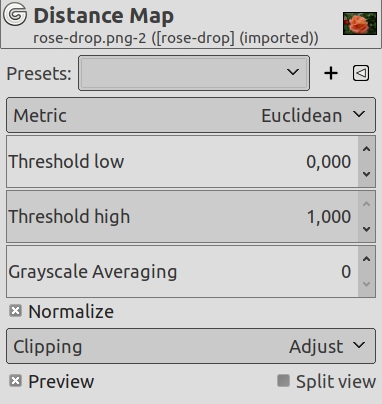 Distance Map
rose-drop.png-2 ([rose-drop] (imported))
Presets:
Metric Euclidean
Threshold low 0,000
Threshold high 1,000
Grayscale Averaging 0
Normalize
Clipping Adjust
Preview Split view